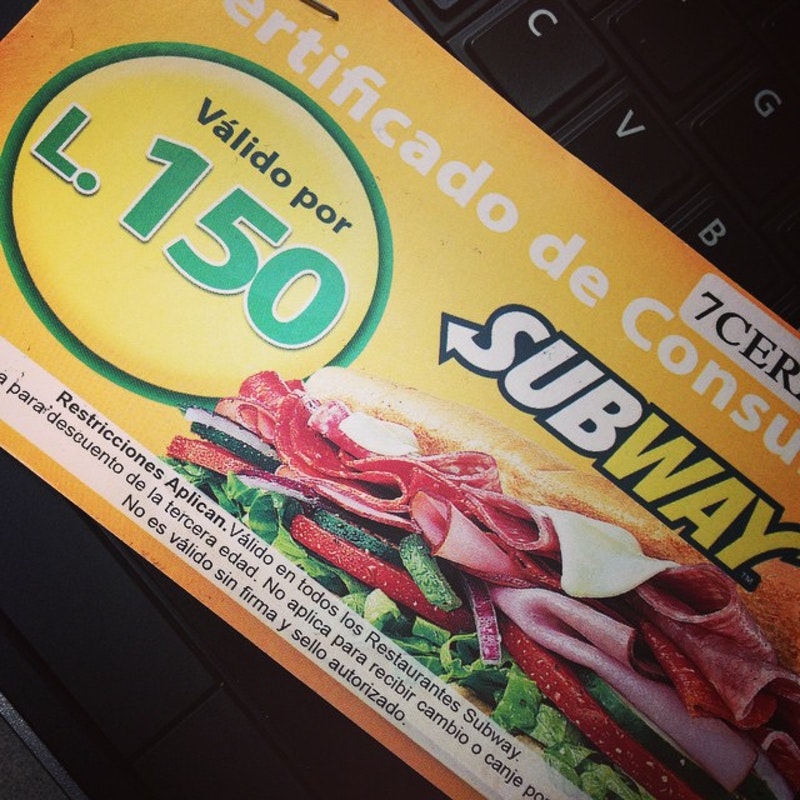 ertificado de Consu
Válido por
L. 150
7CER
SUBWAY
TM
Restricciones Aplican. Válido en todos los Restaurantes Subway.
a para descuento de la tercera edad. No aplica para recibir cambio o canje por
No es válido sin firma y sello autorizado.
C
V
B
G